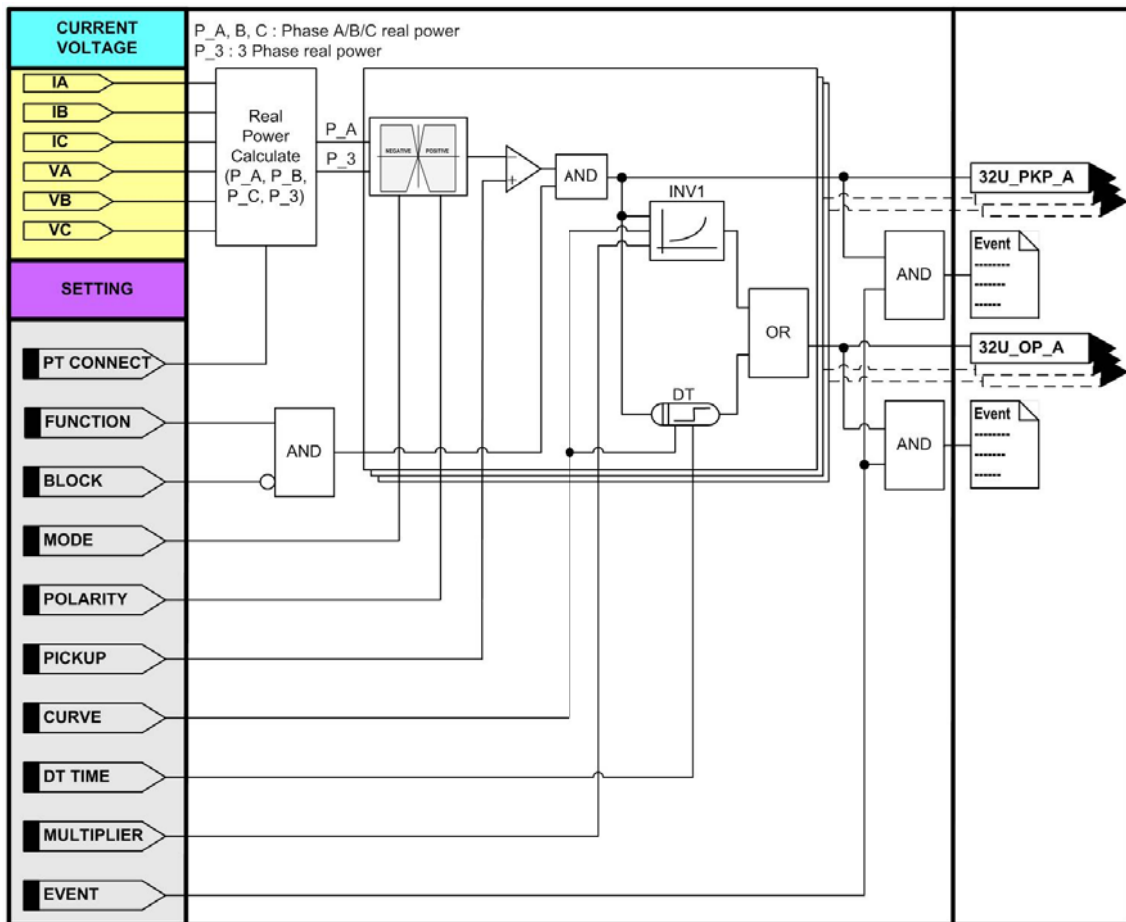 CURRENT
VOLTAGE
P_A, B, C : Phase A/B/C real power
P_3 : 3 Phase real power
IA
IB
IC
VA
VB
VC
Real
Power
Calculate
(P_A, P_B,
P_C, P_3)
P_A
P_3
NEGATIVE
POSITIVE
−
+
AND
INV1
32U_PKP_A
Event
--------
-------
------
AND
SETTING
OR
32U_OP_A
PT CONNECT
DT
Event
--------
-------
------
AND
FUNCTION
AND
BLOCK
MODE
POLARITY
PICKUP
CURVE
DT TIME
MULTIPLIER
EVENT